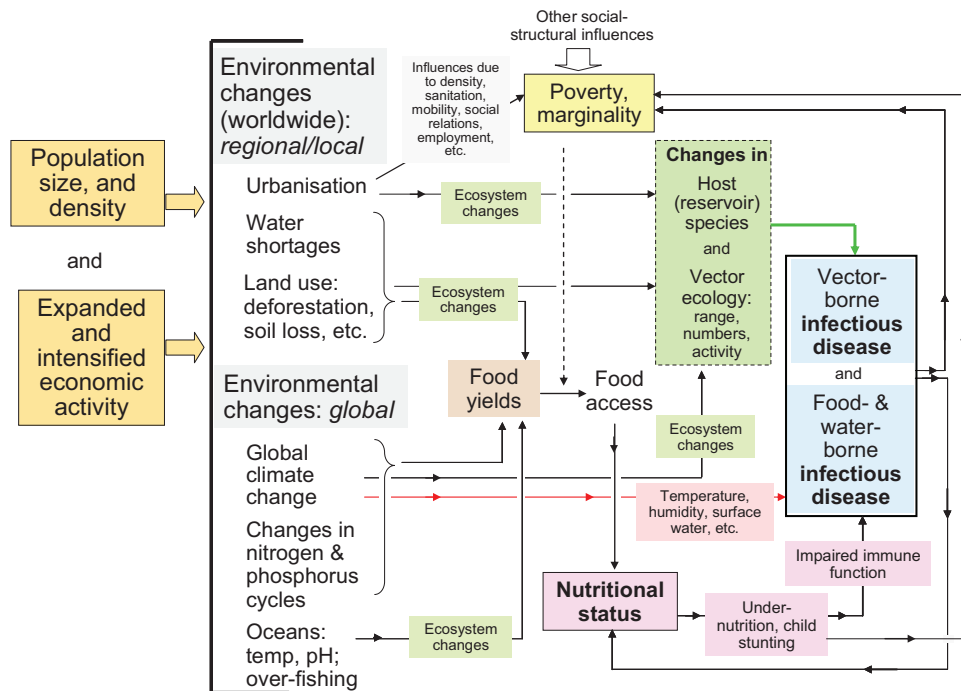 Other social-
structural influences
Environmental
changes
(worldwide):
regional/local
Influences due
to density,
sanitation,
mobility, social
relations,
employment,
etc.
Poverty,
marginality
Population
size, and
density
and
Expanded and
intensified
economic
activity
Urbanisation
Ecosystem
changes
Changes in
Host
(reservoir)
species
and
Vector
ecology:
range,
numbers,
activity
Water
shortages
Land use:
deforestation,
soil loss, etc.
Ecosystem
changes
Vector-
borne
infectious
disease
and
Food- &
water-
borne
infectious
disease
Environmental
changes: global
Food
yields
Food
access
Ecosystem
changes
Global
climate
change
Temperature,
humidity, surface
water, etc.
Changes in
nitrogen &
phosphorus
cycles
Impaired immune
function
Nutritional
status
Under-
nutrition, child
stunting
Oceans:
temp, pH;
over-fishing
Ecosystem
changes